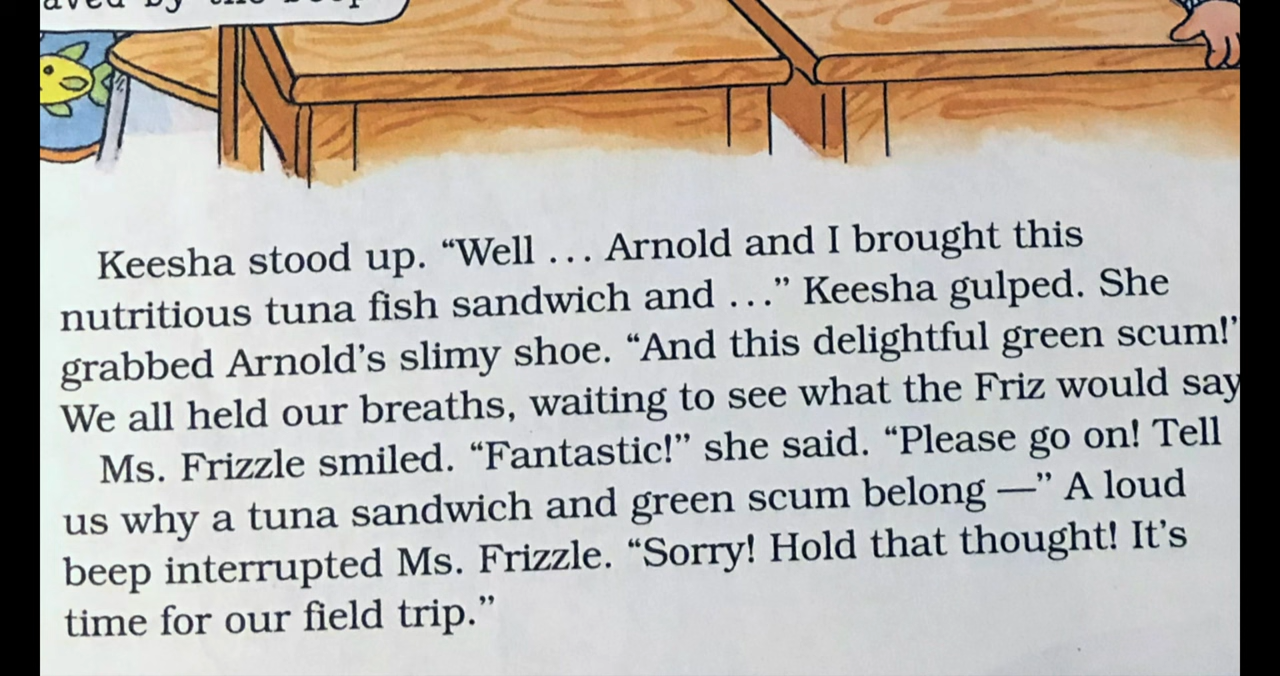 by the beep
Keesha stood up. “Well ... Arnold and I brought this
nutritious tuna fish sandwich and ...” Keesha gulped. She
grabbed Arnold’s slimy shoe. “And this delightful green scum!’
We all held our breaths, waiting to see what the Friz would say
Ms. Frizzle smiled. “Fantastic!” she said. “Please go on! Tell
us why a tuna sandwich and green scum belong —” A loud
beep interrupted Ms. Frizzle. “Sorry! Hold that thought! It’s
time for our field trip.”